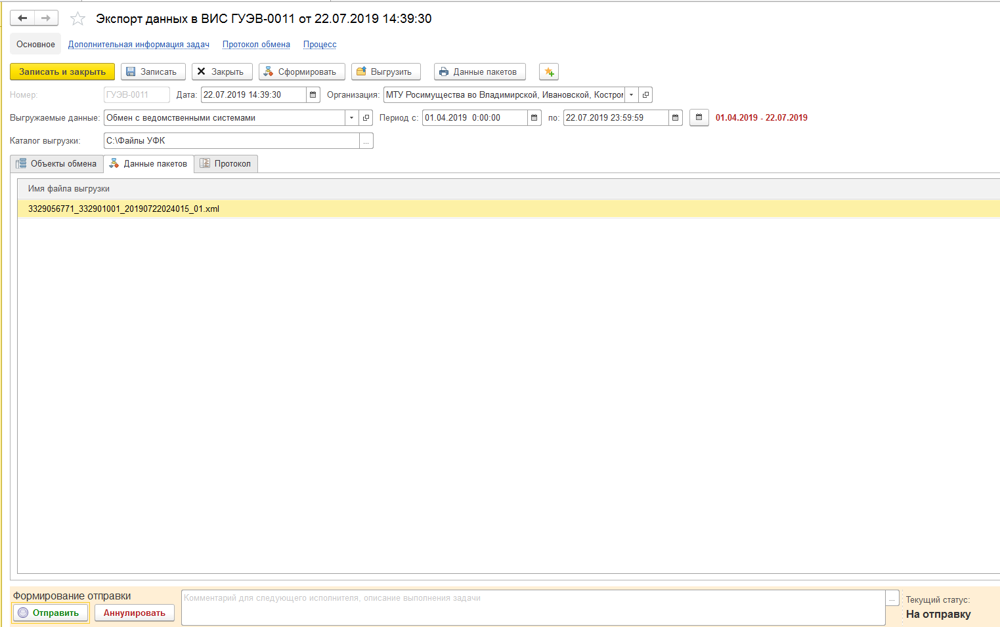 Экспорт данных в ВИС ГУЭВ-0011 от 22.07.2019 14:39:30
Основное Дополнительная информация задач Протокол обмена Процесс
Записать и закрыть Записать Закрыть Сформировать Выгрузить Данные пакетов
Номер: ГУЭВ-0011 Дата: 22.07.2019 14:39:30 Организация: МТУ Росимущества во Владимирской, Ивановской, Костром
Выгружаемые данные: Обмен с ведомственными системами Период с: 01.04.2019 0:00:00 по: 22.07.2019 23:59:59 01.04.2019 - 22.07.2019
Каталог выгрузки: C:\Файлы УФК ...
Объекты обмена Данные пакетов Протокол
Имя файла выгрузки
3329056771_332901001_20190722024015_01.xml
Формирование отправки
Отправить Аннулировать
Комментарий для следующего исполнителя, описание выполнения задачи ...
Текущий статус:
На отправку